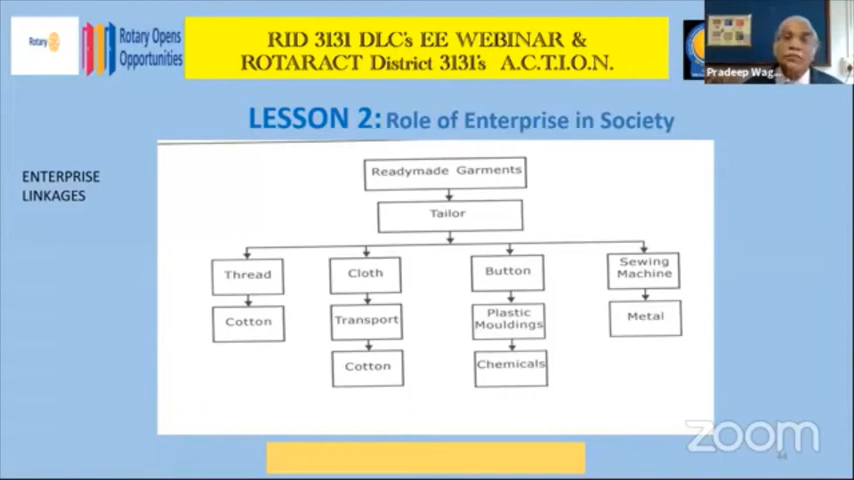 Rotary
Rotary Opens
Opportunities
RID 3131 DLC's EE WEBINAR &
ROTARACT District 3131's A.C.T.I.O.N.
Pradeep Wag...
LESSON 2: Role of Enterprise in Society
ENTERPRISE
LINKAGES
Readymade Garments
Tailor
Thread
Cloth
Button
Sewing
Machine
Cotton
Transport
Plastic
Mouldings
Metal
Cotton
Chemicals
zoom
44